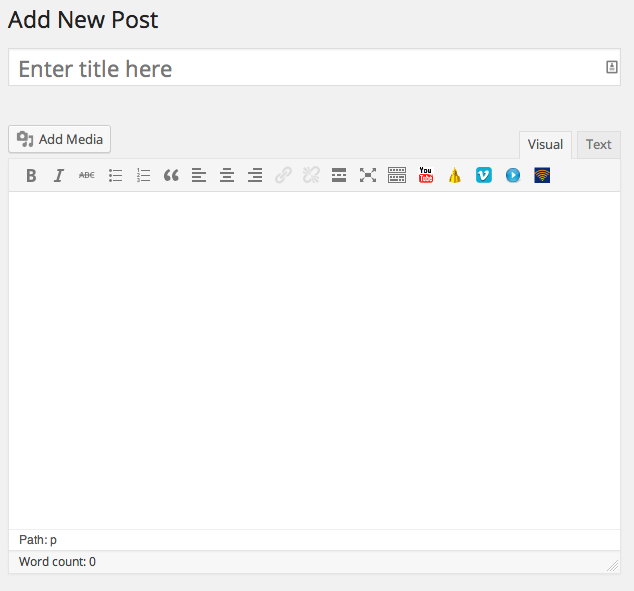 Add New Post
Enter title here
Add Media
Visual Text
B I ABC You Tube
Path: p
Word count: 0